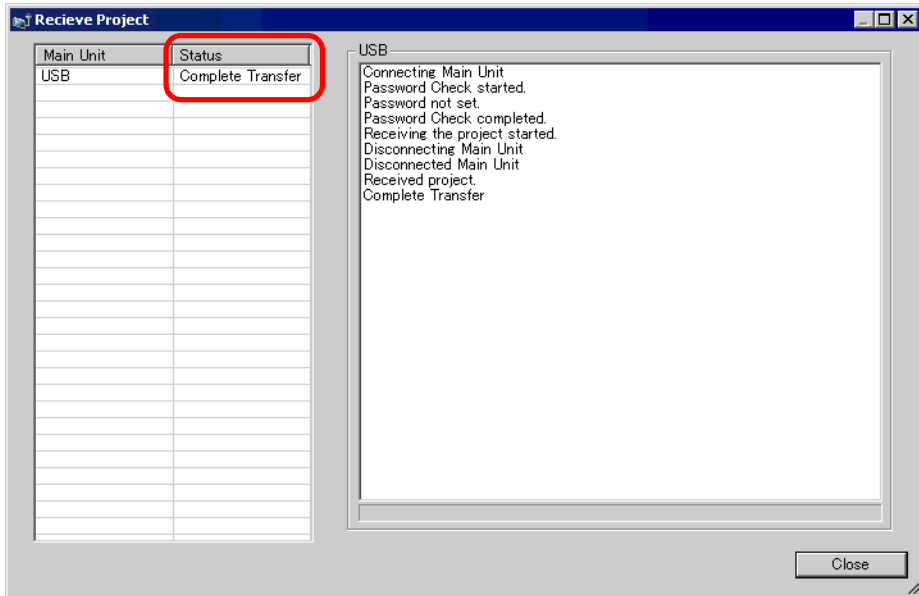 Recieve Project
Main Unit Status
USB Complete Transfer
USB
Connecting Main Unit
Password Check started.
Password not set.
Password Check completed.
Receiving the project started.
Disconnecting Main Unit
Disconnected Main Unit
Received project.
Complete Transfer
Close